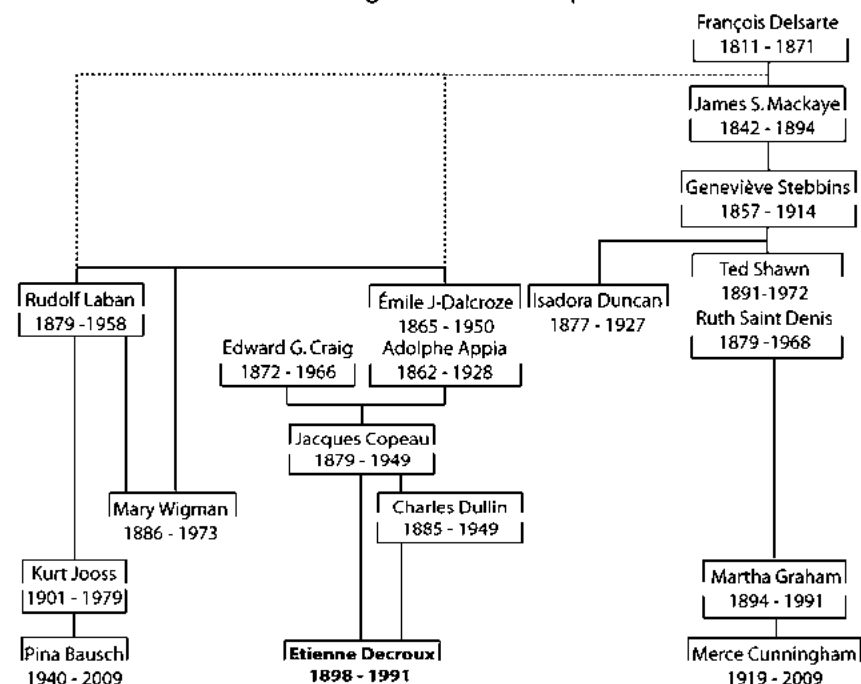 François Delsarte
1811 - 1871
James S. Mackaye
1842 - 1894
Geneviève Stebbins
1857 - 1914
Ted Shawn
1891-1972
Ruth Saint Denis
1879 -1968
Isadora Duncan
1877 - 1927
Rudolf Laban
1879 -1958
Émile J-Dalcroze
1865 - 1950
Adolphe Appia
1862 - 1928
Edward G. Craig
1872 - 1966
Jacques Copeau
1879 - 1949
Mary Wigman
1886 - 1973
Charles Dullin
1885 - 1949
Kurt Jooss
1901 - 1979
Martha Graham
1894 - 1991
Pina Bausch
1940 - 2009
Etienne Decroux
1898 - 1991
Merce Cunningham
1919 - 2009